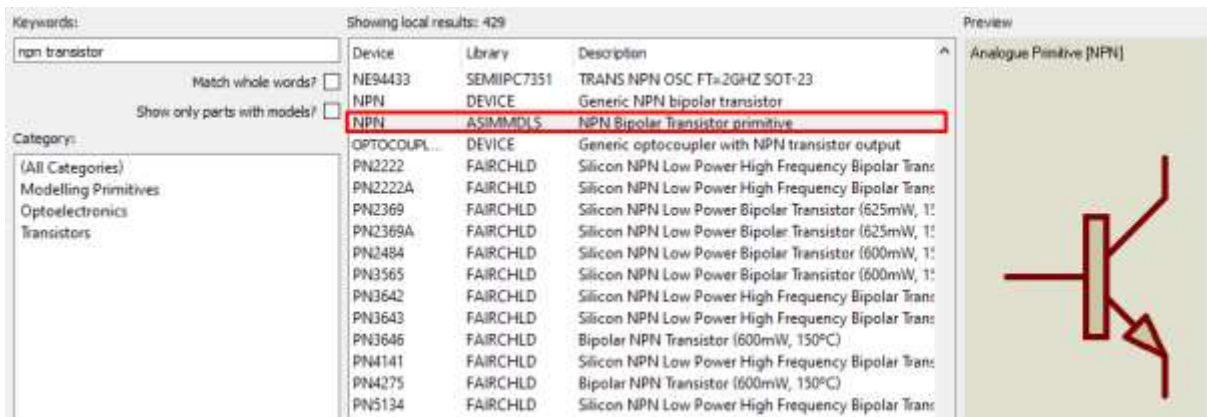 Keywords:
npn transistor
Match whole words?
Show only parts with models?
Category:
(All Categories)
Modelling Primitives
Optoelectronics
Transistors
Showing local results: 429
Device Library Description
NE94433 SEMIIPC7351 TRANS NPN OSC FT=2GHZ SOT-23
NPN DEVICE Generic NPN bipolar transistor
NPN ASIMMDLS NPN Bipolar Transistor primitive
OPTOCOUPL... DEVICE Generic optocoupler with NPN transistor output
PN2222 FAIRCHLD Silicon NPN Low Power High Frequency Bipolar Trans
PN2222A FAIRCHLD Silicon NPN Low Power High Frequency Bipolar Trans
PN2369 FAIRCHLD Silicon NPN Low Power Bipolar Transistor (625mW, 15
PN2369A FAIRCHLD Silicon NPN Low Power Bipolar Transistor (625mW, 15
PN2484 FAIRCHLD Silicon NPN Low Power Bipolar Transistor (600mW, 15
PN3565 FAIRCHLD Silicon NPN Low Power Bipolar Transistor (600mW, 15
PN3642 FAIRCHLD Silicon NPN Low Power High Frequency Bipolar Trans
PN3643 FAIRCHLD Silicon NPN Low Power High Frequency Bipolar Trans
PN3646 FAIRCHLD Bipolar NPN Transistor (600mW, 150ºC)
PN4141 FAIRCHLD Silicon NPN Low Power High Frequency Bipolar Trans
PN4275 FAIRCHLD Bipolar NPN Transistor (600mW, 150ºC)
PN5134 FAIRCHLD Silicon NPN Low Power High Frequency Bipolar Trans
Preview
Analogue Primitive [NPN]